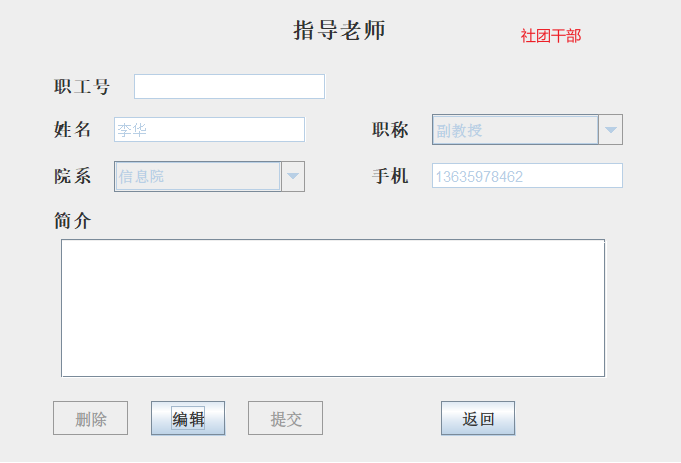 指导老师
社团干部
职工号
姓名 李华 职称 副教授
院系 信息院 手机 13635978462
简介
删除 编辑 提交 返回